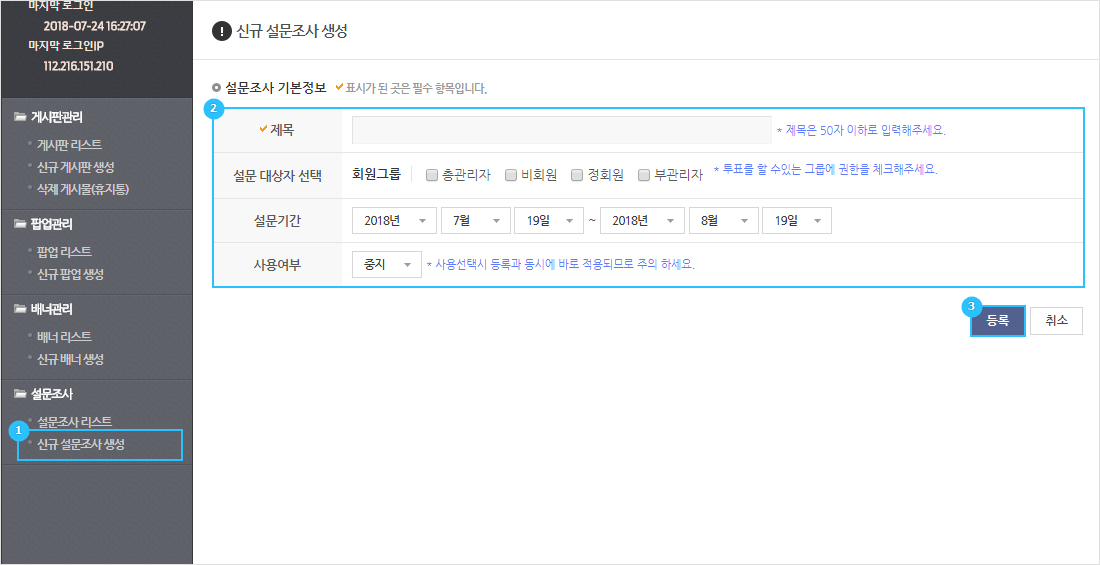 마지막 로그인
2018-07-24 16:27:07
마지막 로그인IP
112.216.151.210
게시판관리
게시판 리스트
신규 게시판 생성
삭제 게시물(휴지통)
팝업관리
팝업 리스트
신규 팝업 생성
배너관리
배너 리스트
신규 배너 생성
설문조사
설문조사 리스트
1
신규 설문조사 생성
! 신규 설문조사 생성
설문조사 기본정보 ✓표시가 된 곳은 필수 항목입니다.
2
✓제목 * 제목은 50자 이하로 입력해주세요.
설문 대상자 선택 회원그룹 총관리자 비회원 정회원 부관리자 * 투표를 할 수있는 그룹에 권한을 체크해주세요.
설문기간 2018년 7월 19일 ~ 2018년 8월 19일
사용여부 중지 * 사용선택시 등록과 동시에 바로 적용되므로 주의 하세요.
3
등록 취소